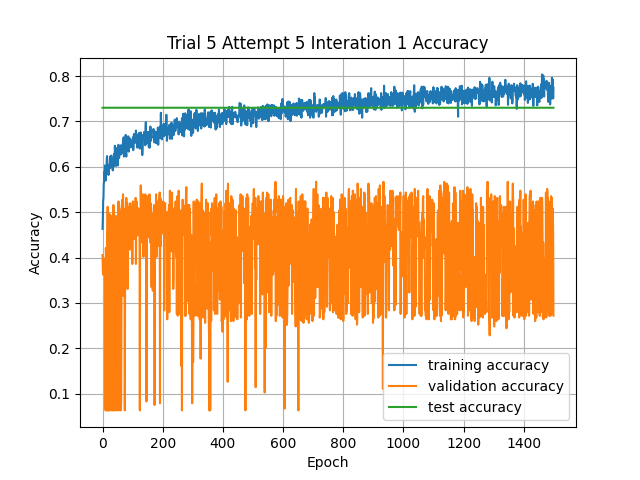 Trial 5 Attempt 5 Interation 1 Accuracy
0.8
0.7
0.6
0.5
0.4
0.3
0.2
0.1
Accuracy
training accuracy
validation accuracy
test accuracy
0 200 400 600 800 1000 1200 1400
Epoch